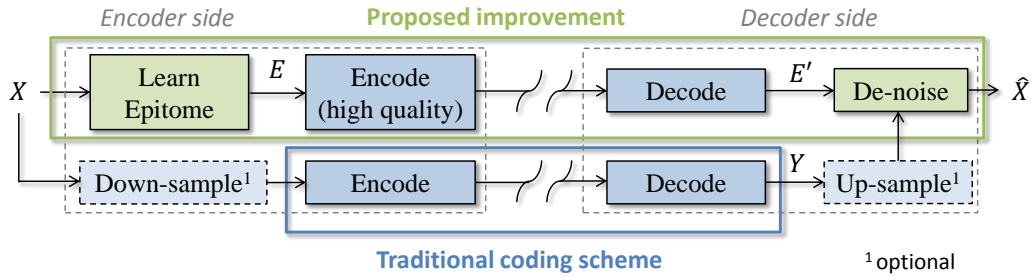 Encoder side
Proposed improvement
Decoder side
X
Learn
Epitome
E
Encode
(high quality)
Decode
E′
De-noise
X̂
Down-sample¹
Encode
Decode
Y
Up-sample¹
Traditional coding scheme
¹ optional